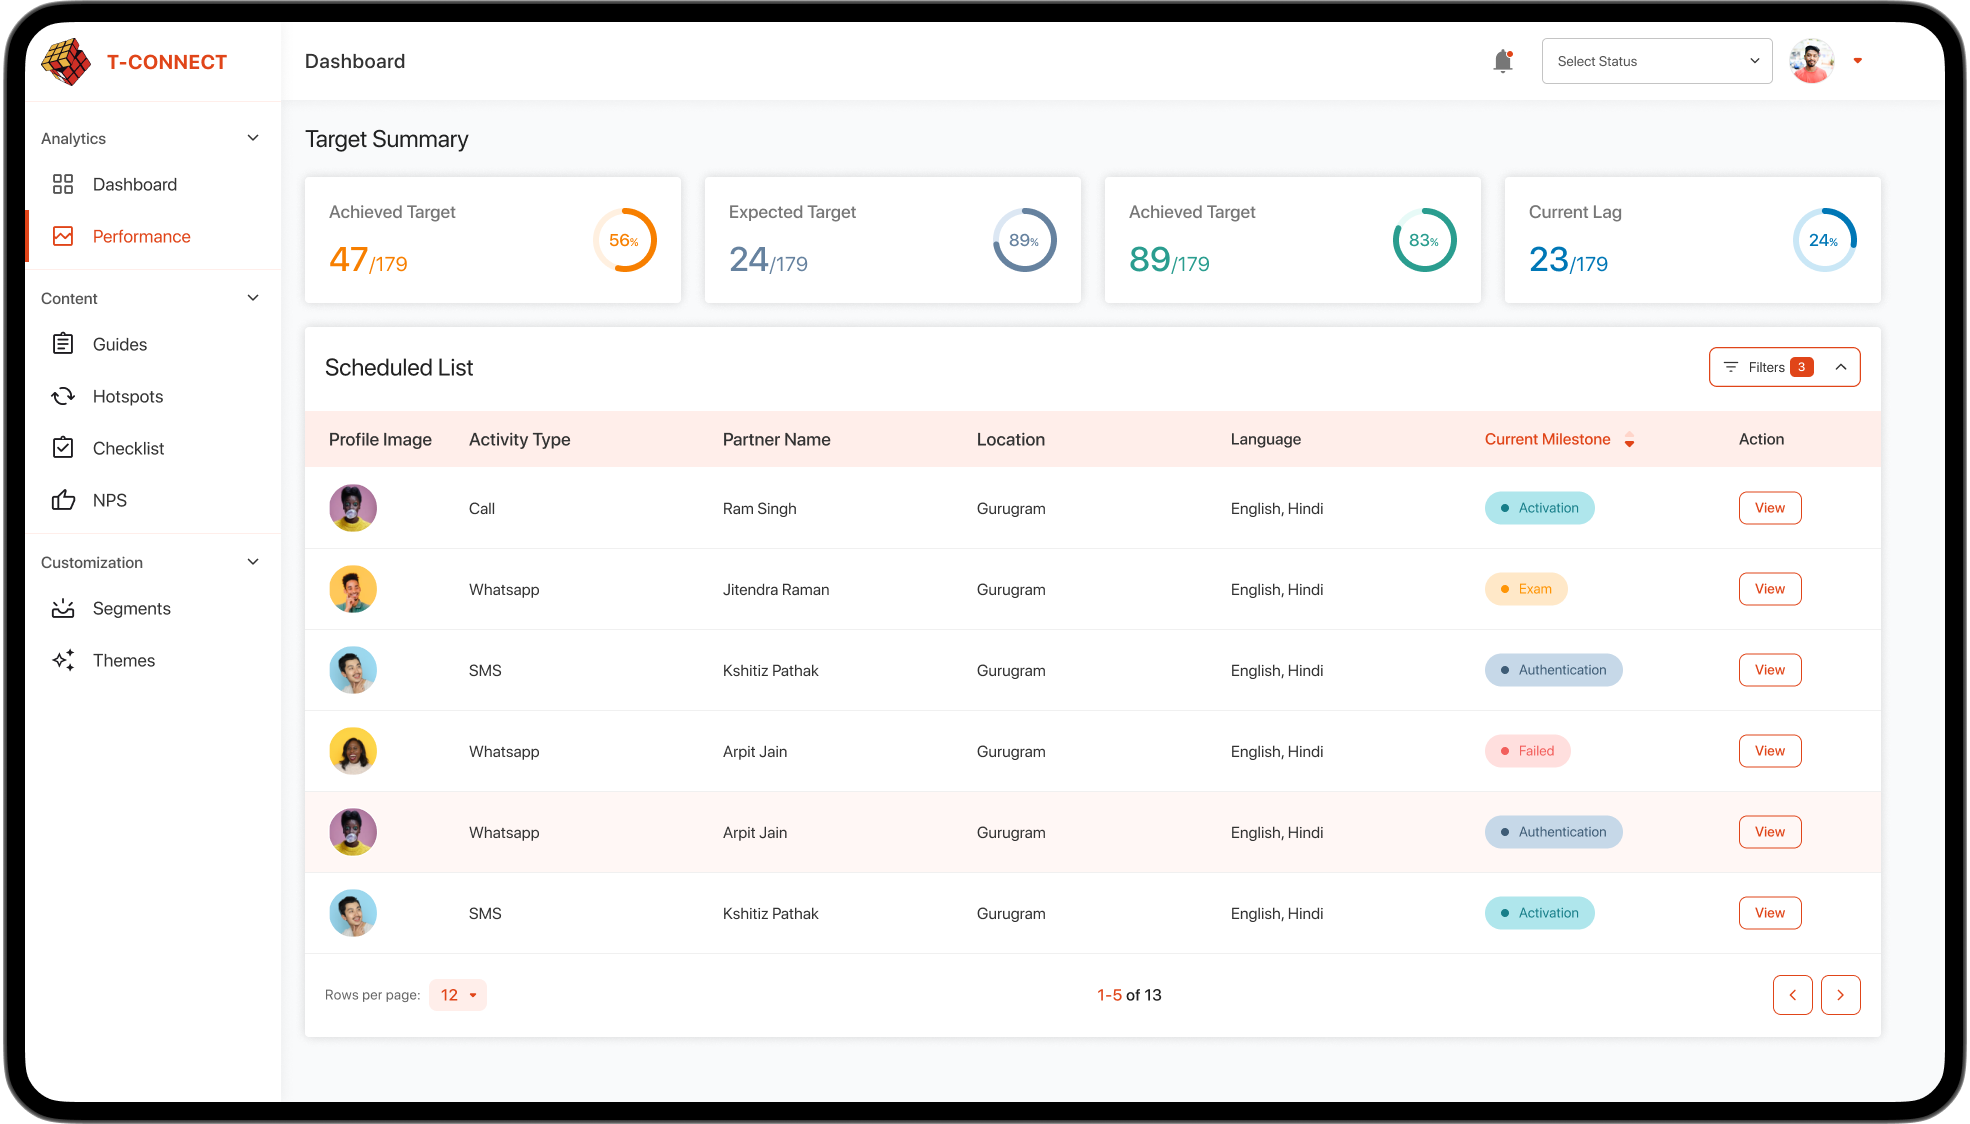 T-CONNECT
Dashboard
Select Status
Analytics
Dashboard
Performance
Content
Guides
Hotspots
Checklist
NPS
Customization
Segments
Themes
Target Summary
Achieved Target
47/179
56%
Expected Target
24/179
89%
Achieved Target
89/179
83%
Current Lag
23/179
24%
Scheduled List
Filters 3
Profile Image Activity Type Partner Name Location Language Current Milestone Action
Call Ram Singh Gurugram English, Hindi Activation View
Whatsapp Jitendra Raman Gurugram English, Hindi Exam View
SMS Kshitiz Pathak Gurugram English, Hindi Authentication View
Whatsapp Arpit Jain Gurugram English, Hindi Failed View
Whatsapp Arpit Jain Gurugram English, Hindi Authentication View
SMS Kshitiz Pathak Gurugram English, Hindi Activation View
Rows per page: 12 1-5 of 13